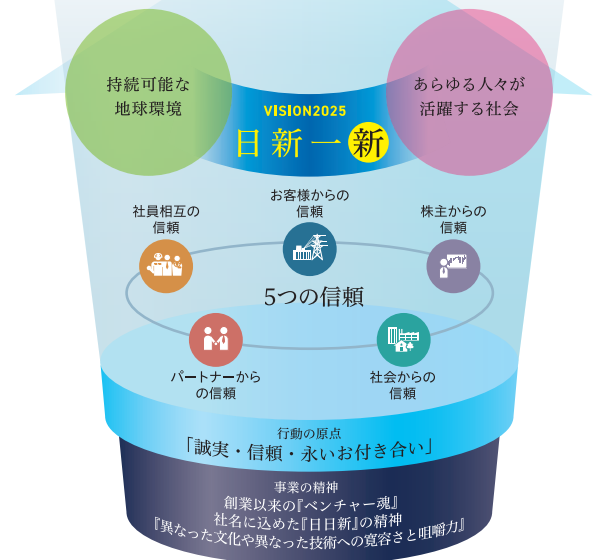 持続可能な
地球環境
あらゆる人々が
活躍する社会
VISION2025
日新一新
お客様からの
信頼
社員相互の
信頼
株主からの
信頼
5つの信頼
パートナーから
の信頼
社会からの
信頼
行動の原点
「誠実・信頼・永いお付き合い」
事業の精神
創業以来の『ベンチャー魂』
社名に込めた『日日新』の精神
『異なった文化や異なった技術への寛容さと咀嚼力』